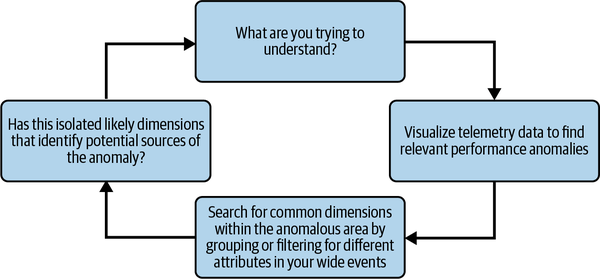 What are you trying to
understand?
Visualize telemetry data to find
relevant performance anomalies
Search for common dimensions
within the anomalous area by
grouping or filtering for different
attributes in your wide events
Has this isolated likely dimensions
that identify potential sources of
the anomaly?